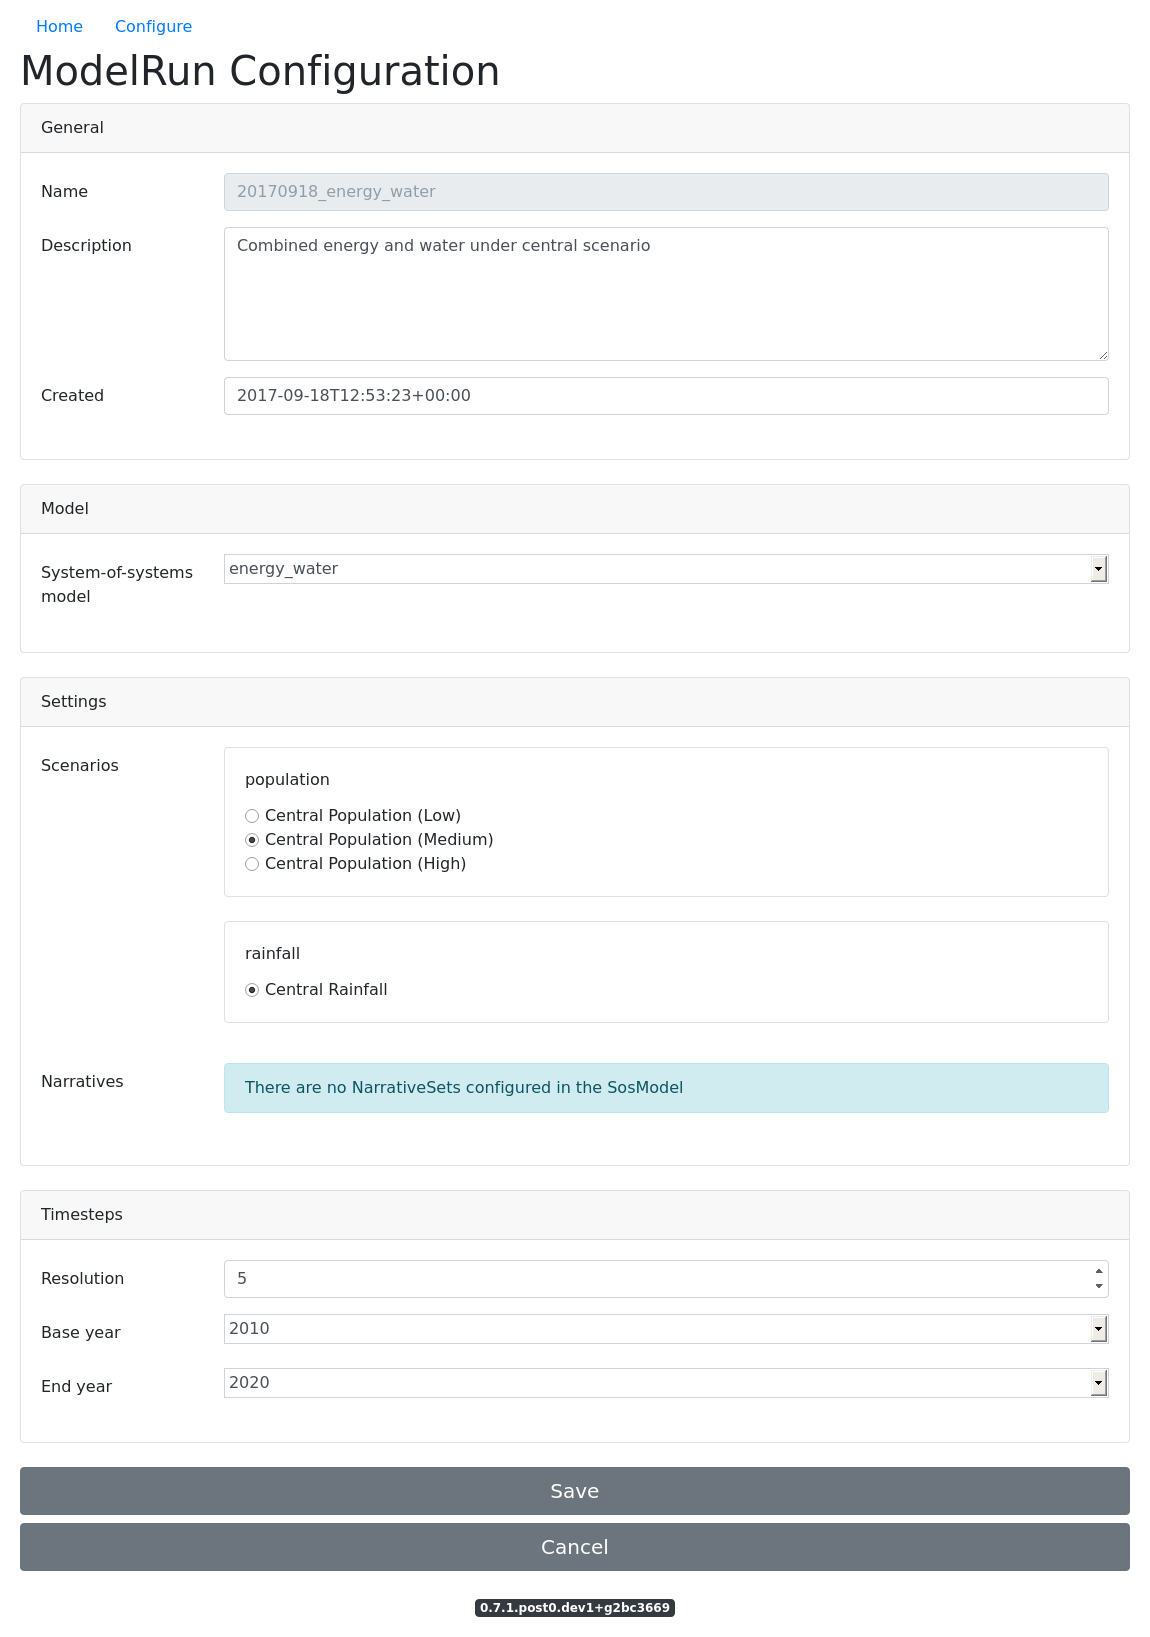 Home Configure
ModelRun Configuration
General
Name 20170918_energy_water
Description Combined energy and water under central scenario
Created 2017-09-18T12:53:23+00:00
Model
System-of-systems model energy_water
Settings
Scenarios
population
Central Population (Low)
Central Population (Medium)
Central Population (High)
rainfall
Central Rainfall
Narratives There are no NarrativeSets configured in the SosModel
Timesteps
Resolution 5
Base year 2010
End year 2020
Save
Cancel
0.7.1.post0.dev1+g2bc3669